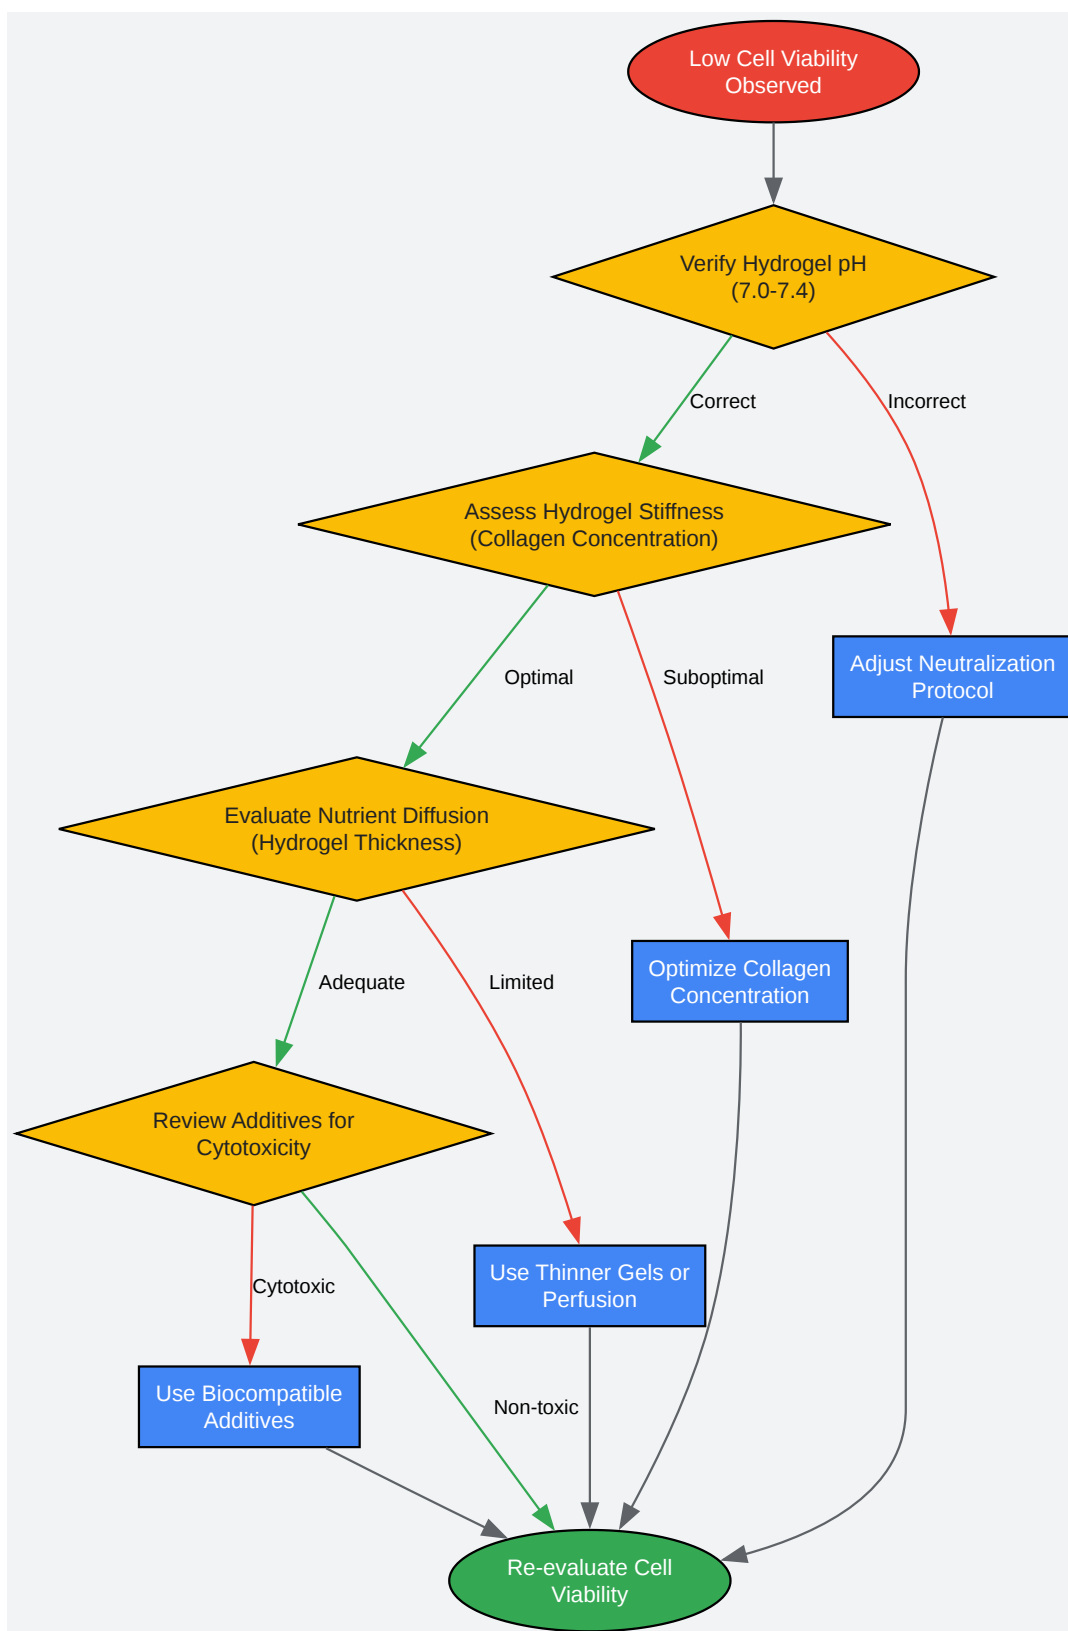 Low Cell Viability
Observed
Verify Hydrogel pH
(7.0-7.4)
Correct
Incorrect
Assess Hydrogel Stiffness
(Collagen Concentration)
Optimal
Suboptimal
Adjust Neutralization
Protocol
Evaluate Nutrient Diffusion
(Hydrogel Thickness)
Adequate
Limited
Optimize Collagen
Concentration
Review Additives for
Cytotoxicity
Cytotoxic
Use Thinner Gels or
Perfusion
Use Biocompatible
Additives
Non-toxic
Re-evaluate Cell
Viability